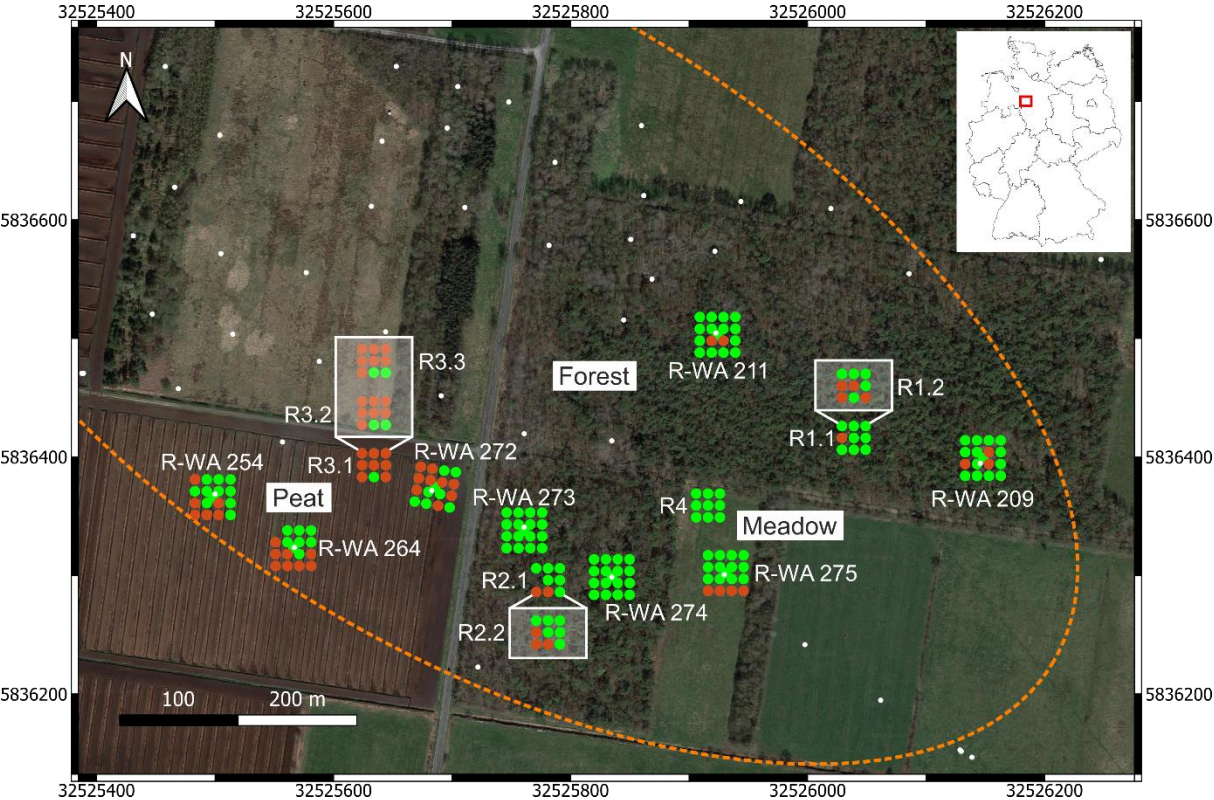 32525400 32525600 32525800 32526000 32526200
N
5836600 5836600
R3.3
R-WA 211
Forest
R1.2
R3.2
R1.1
5836400 5836400
R3.1
R-WA 272
R-WA 254
R-WA 209
Peat
R-WA 273
R4
Meadow
R-WA 264
R2.1
R-WA 275
R-WA 274
R2.2
5836200 5836200
100 200 m
32525400 32525600 32525800 32526000 32526200